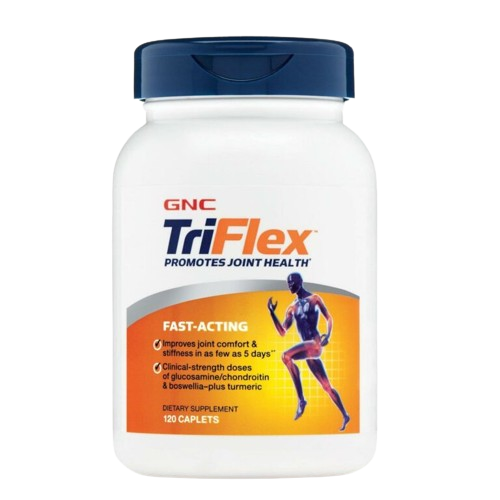 GNC
TriFlex™
PROMOTES JOINT HEALTH*
FAST-ACTING
Improves joint comfort &
stiffness in as few as 5 days**
Clinical-strength doses
of glucosamine/chondroitin
& boswellia–plus turmeric
DIETARY SUPPLEMENT
120 CAPLETS